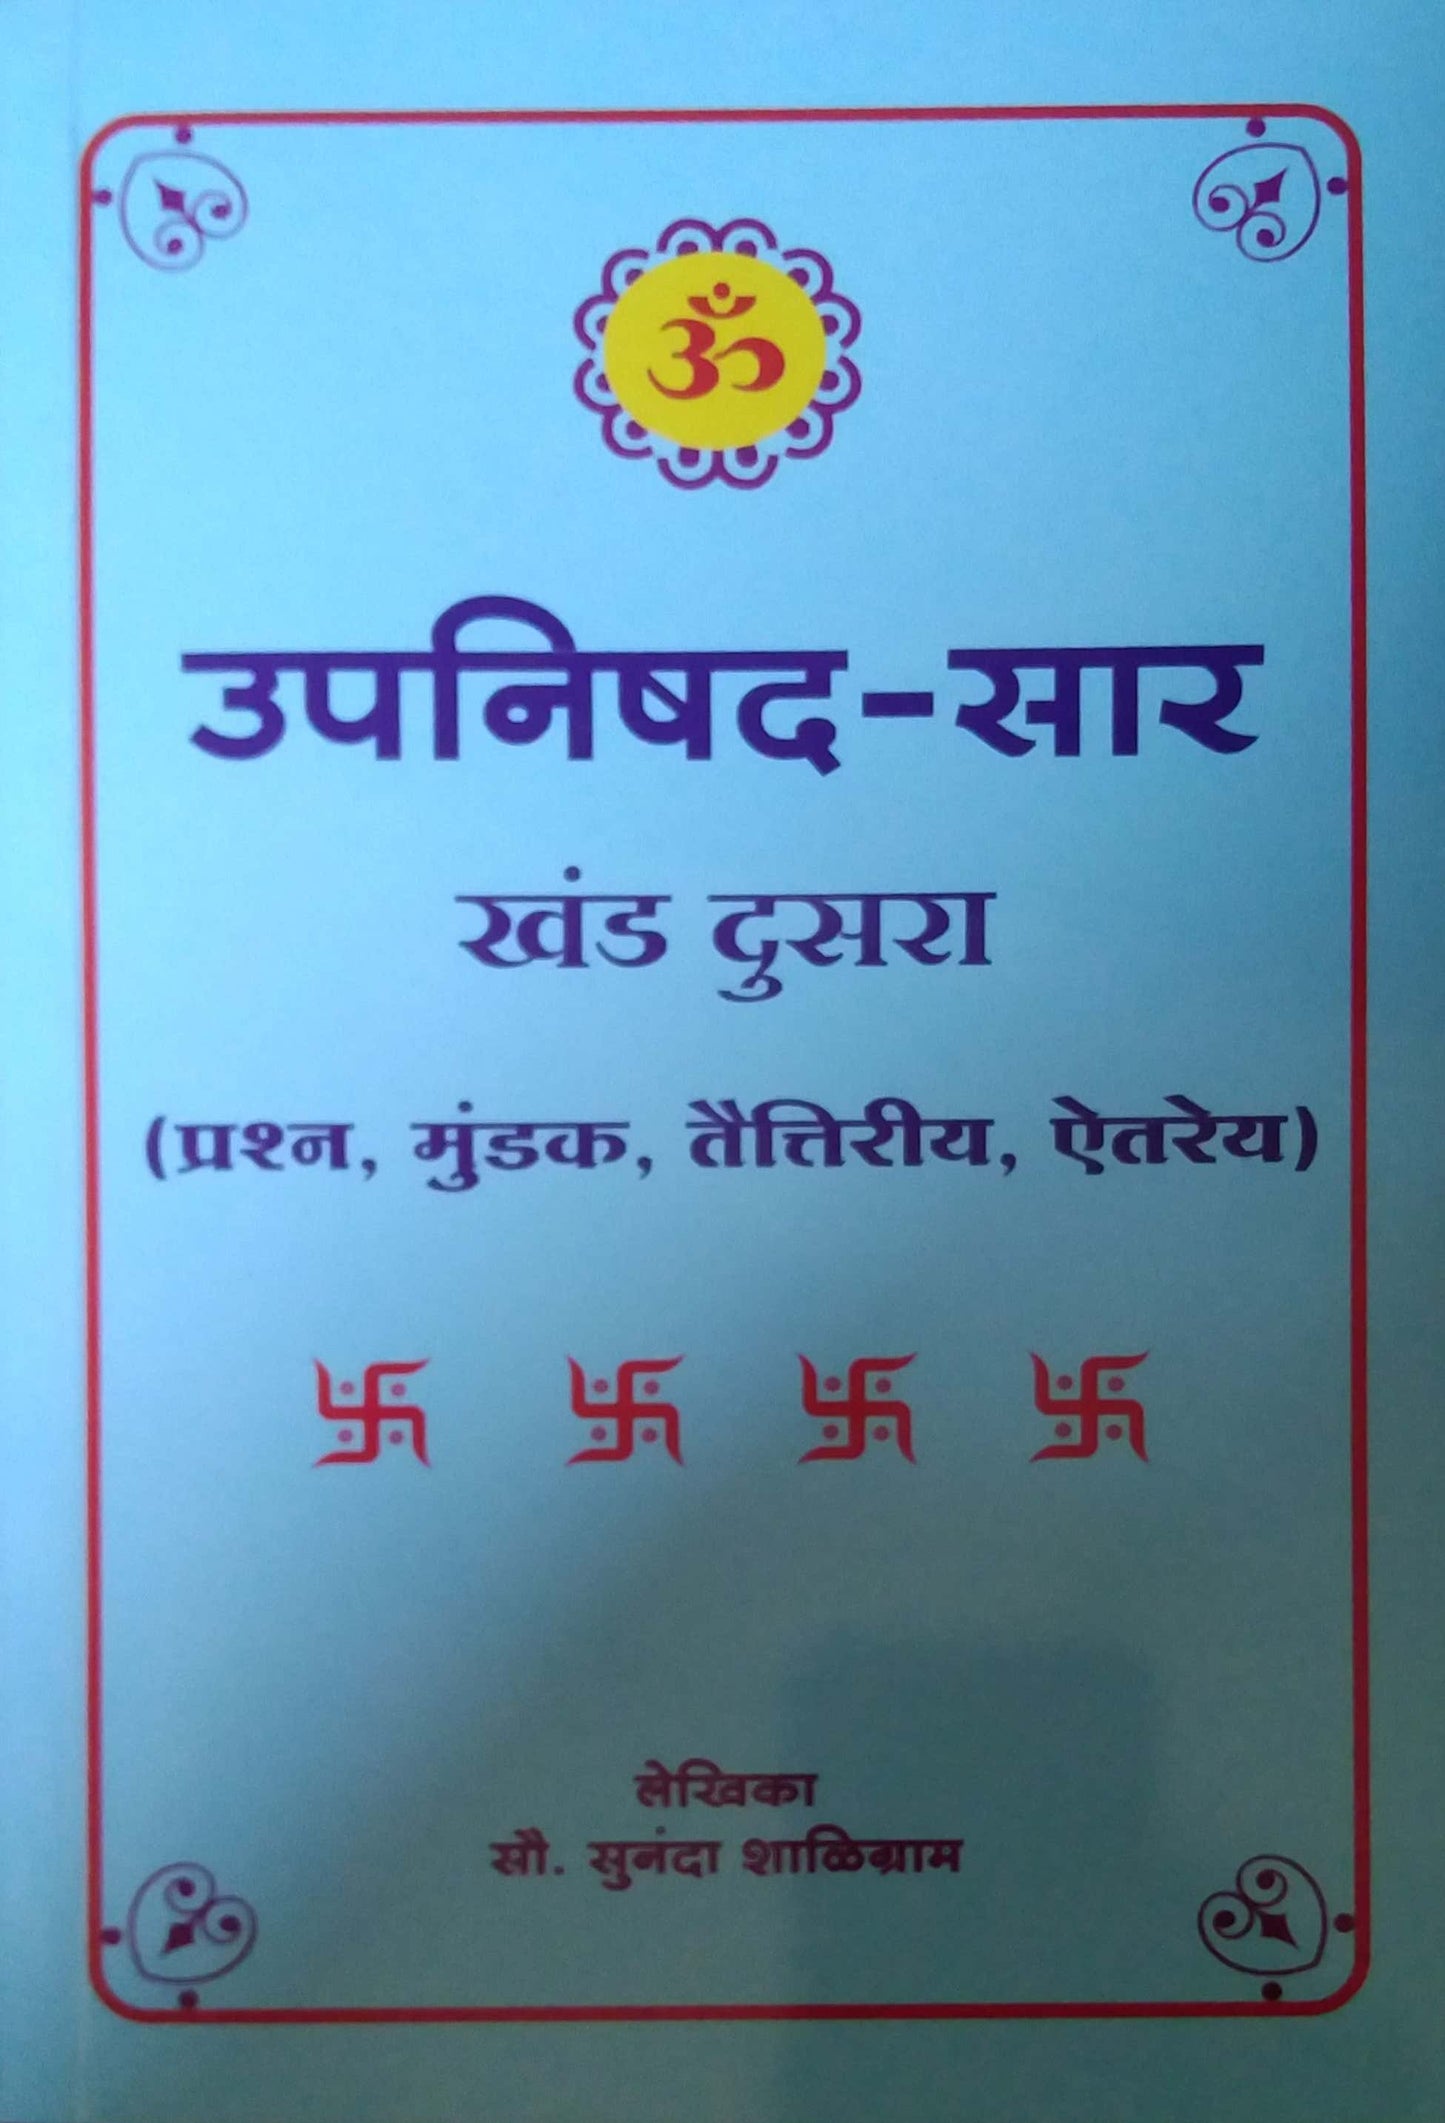 ॐ
उपनिषद-सार
खंड दुसरा
(प्रश्न, मुंडक, तैत्तिरीय, ऐतरेय)
लेखिका
सौ. सुनंदा शाळिग्राम